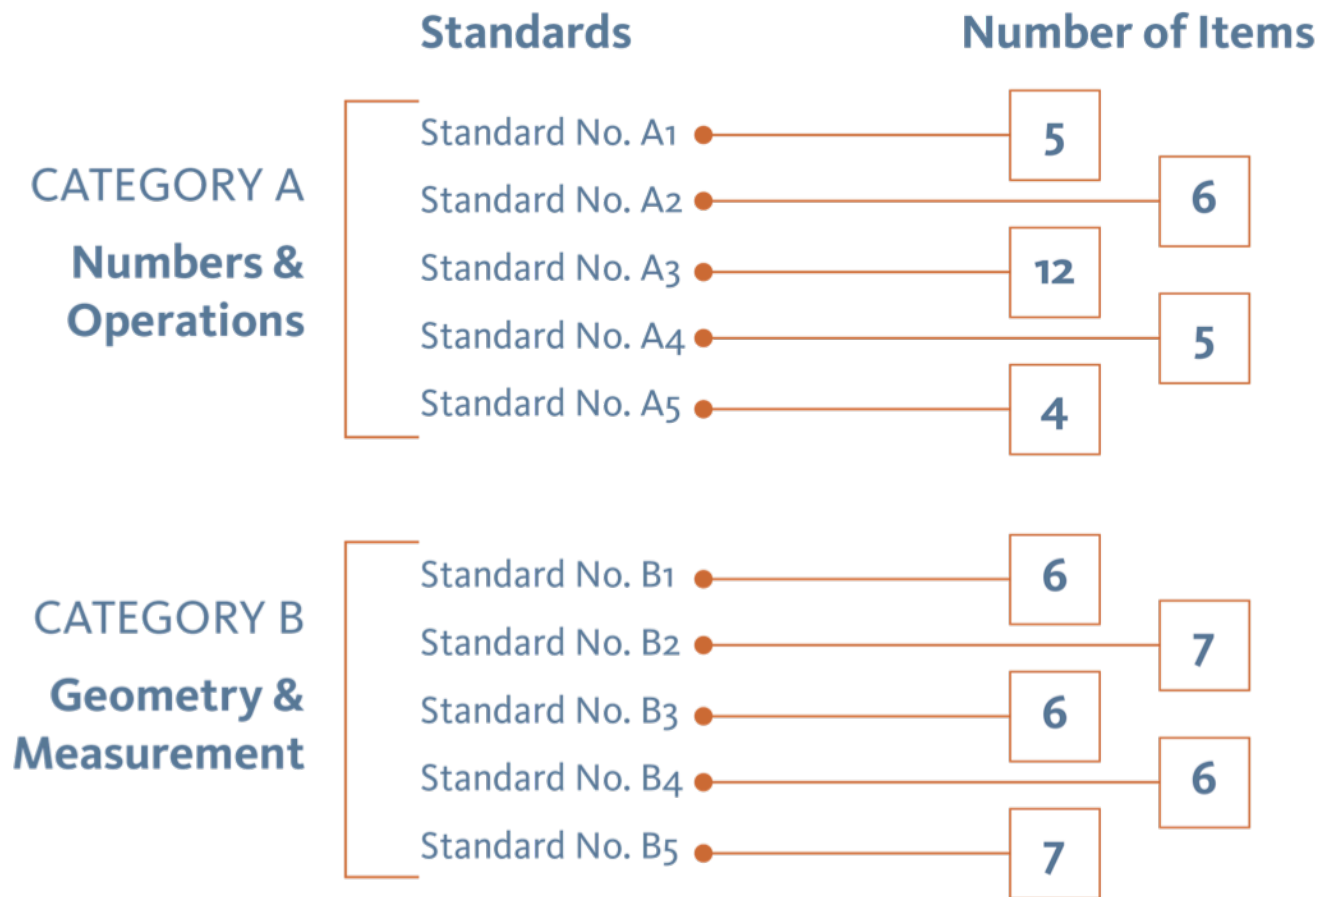 Standards Number of Items
CATEGORY A
Numbers &
Operations
Standard No. A1 5
Standard No. A2 6
Standard No. A3 12
Standard No. A4 5
Standard No. A5 4
CATEGORY B
Geometry &
Measurement
Standard No. B1 6
Standard No. B2 7
Standard No. B3 6
Standard No. B4 6
Standard No. B5 7